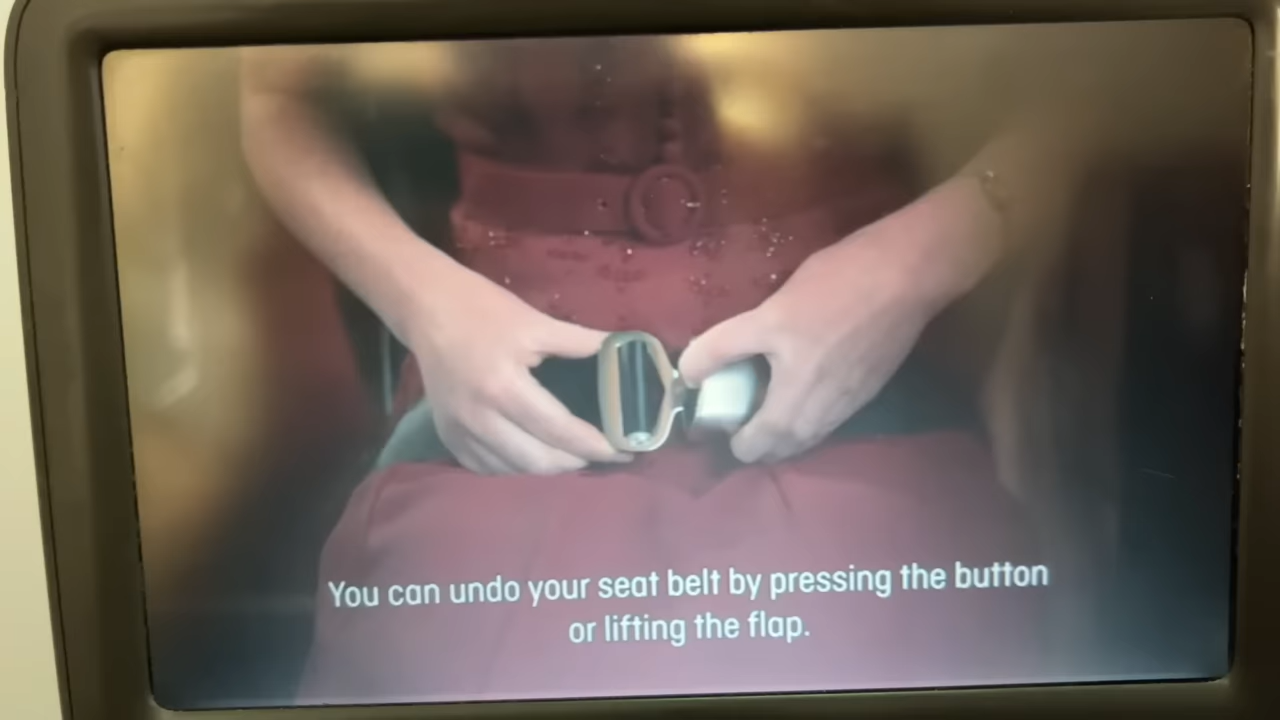 You can undo your seat belt by pressing the button
or lifting the flap.